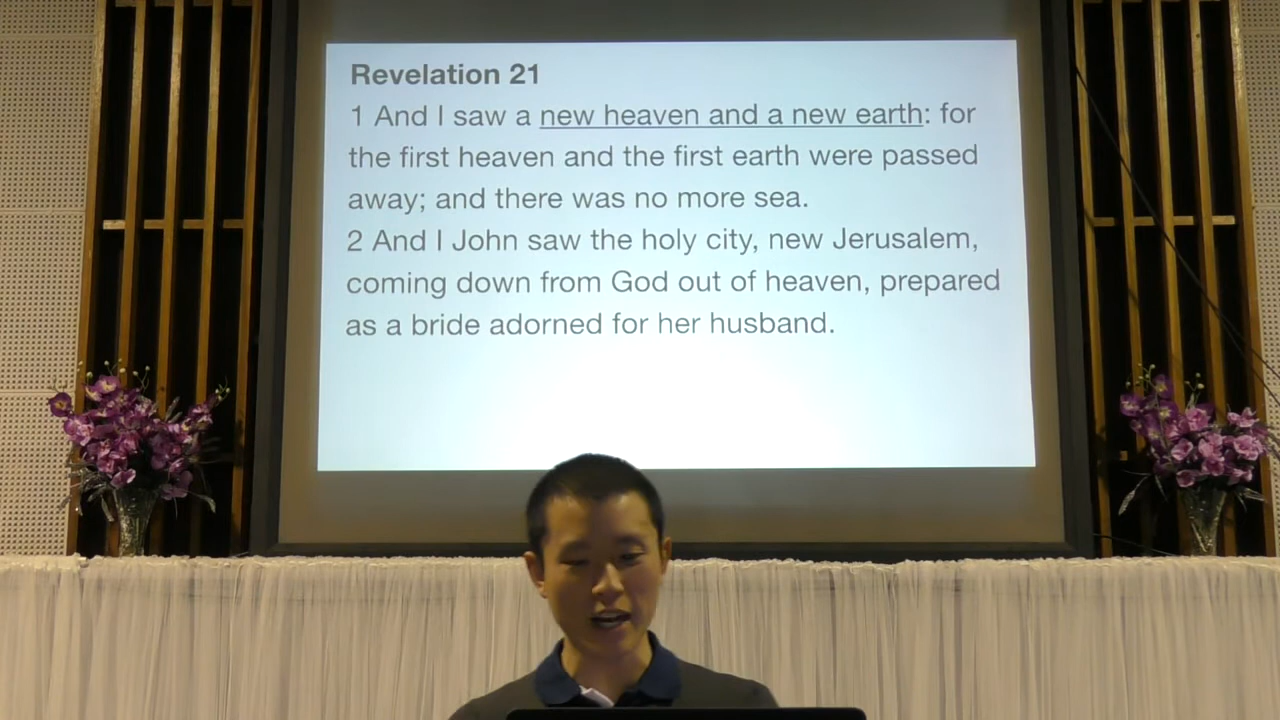 Revelation 21
1 And I saw a new heaven and a new earth: for
the first heaven and the first earth were passed
away; and there was no more sea.
2 And I John saw the holy city, new Jerusalem,
coming down from God out of heaven, prepared
as a bride adorned for her husband.